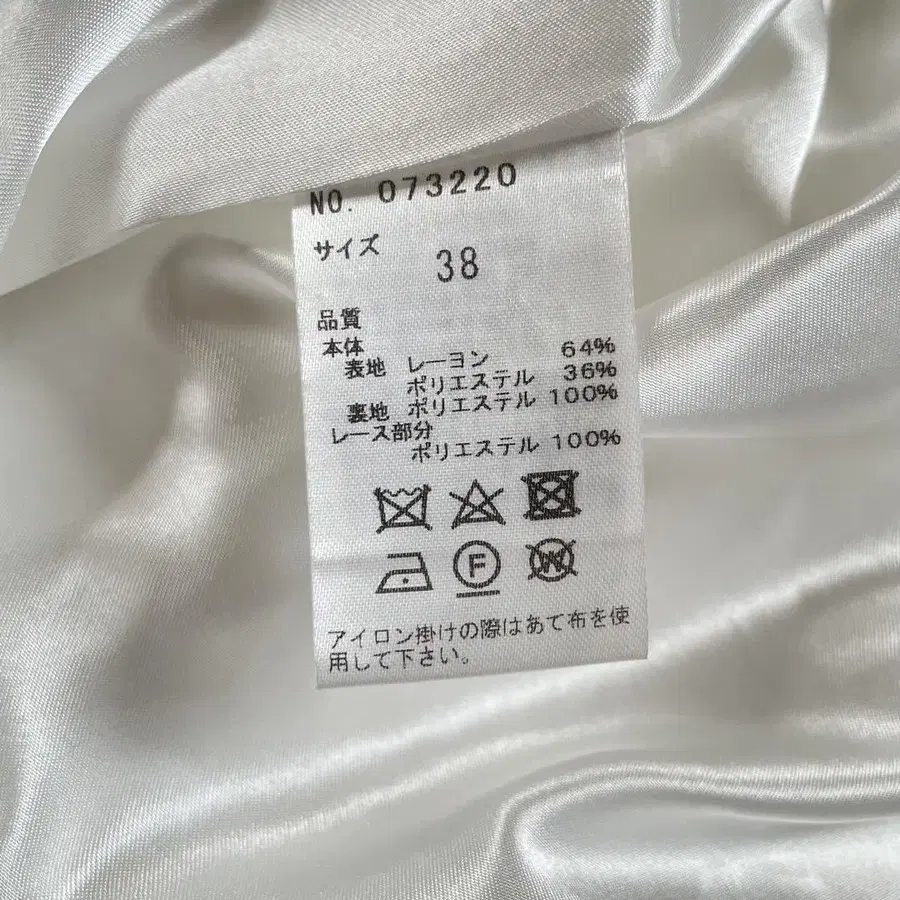 NO. 073220
サイズ
38
品質
本体
表地 レーヨン 64%
ポリエステル 36%
裏地 ポリエステル 100%
レース部分
ポリエステル 100%
F
W
アイロン掛けの際はあて布を使
用して下さい。